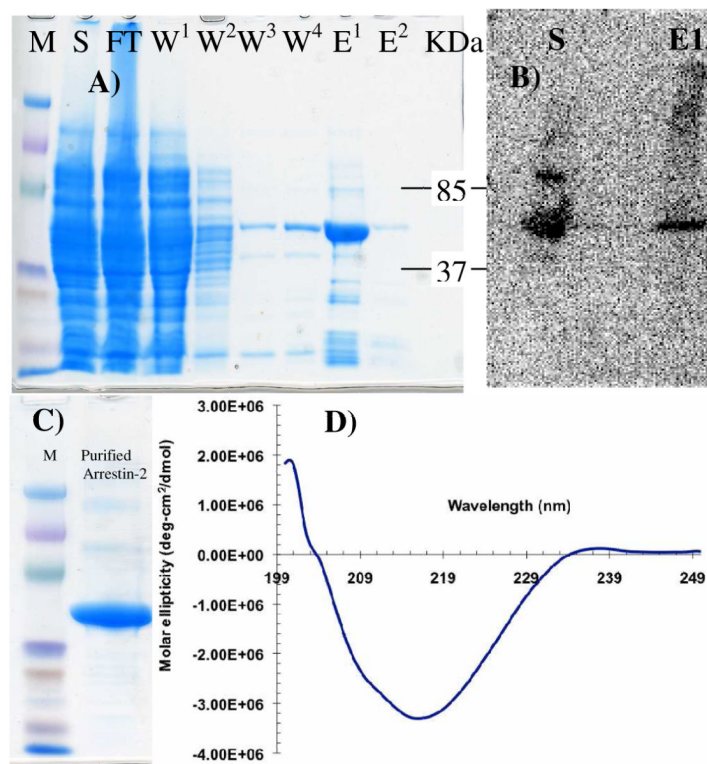 M S FT W¹ W² W³ W⁴ E¹ E² KDa
A)
85
37
S E1
B)
C)
M Purified
Arrestin-2
D)
3.00E+06
2.00E+06
1.00E+06
0.00E+00
-1.00E+06
-2.00E+06
-3.00E+06
-4.00E+06
Molar ellipticity (deg-cm²/dmol)
Wavelength (nm)
199 209 219 229 239 249